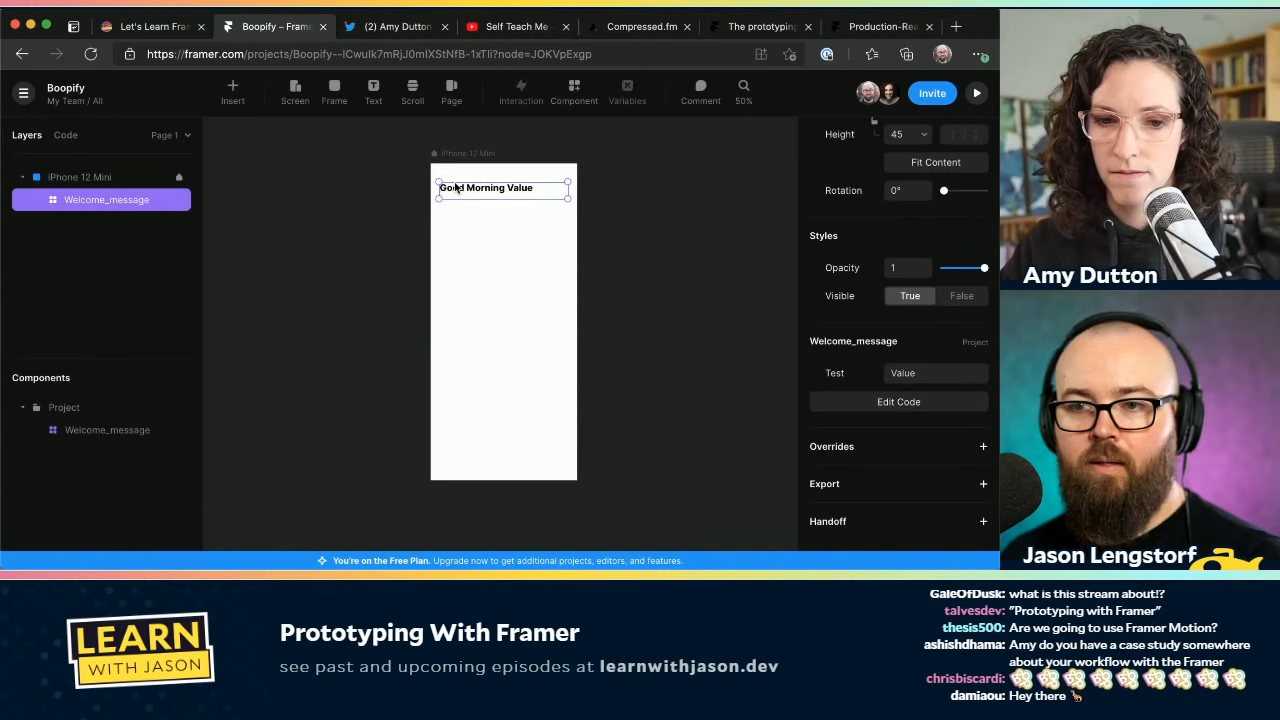 Let's Learn Fra
Boopify – Frame
(2) Amy Dutton
Self Teach Me –
Compressed.fm
The prototyping
Production-Rea
https://framer.com/projects/Boopify--lCwuIk7mRjJ0mIXStNfB-1xTIi?node=JOKVpExgp
Boopify
My Team / All
Insert
Screen
Frame
Text
Scroll
Page
Interaction
Component
Variables
Comment
50%
Invite
Layers
Code
Page 1
iPhone 12 Mini
Welcome_message
Components
Project
Welcome_message
iPhone 12 Mini
Good Morning Value
Height
45
Fit Content
Rotation
0°
Styles
Opacity
1
Visible
True
False
Welcome_message
Project
Test
Value
Edit Code
Overrides
Export
Handoff
You're on the Free Plan. Upgrade now to get additional projects, editors, and features.
Amy Dutton
Jason Lengstorf
LEARN
WITH JASON
Prototyping With Framer
see past and upcoming episodes at learnwithjason.dev
GaleOfDusk: what is this stream about!?
talvesdev: "Prototyping with Framer"
thesis500: Are we going to use Framer Motion?
ashishdhama: Amy do you have a case study somewhere
about your workflow with the Framer
chrisbiscardi:
damiaou: Hey there